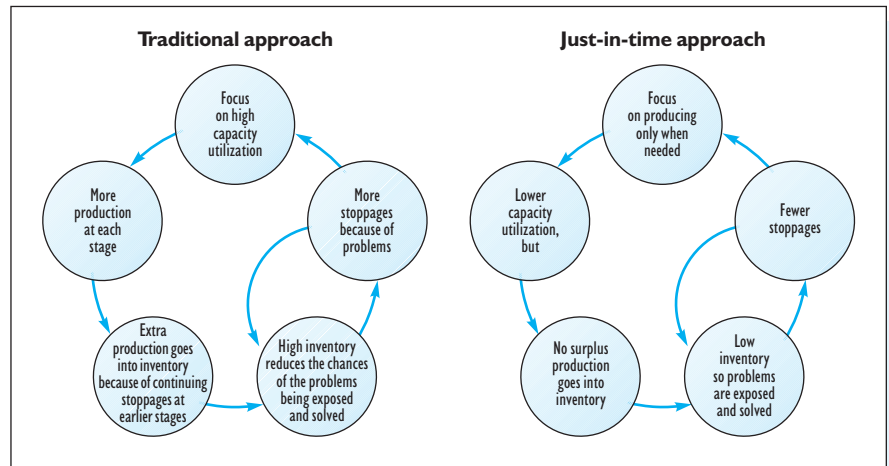 Traditional approach
Focus
on high
capacity
utilization
More
production
at each
stage
More
stoppages
because of
problems
Extra
production goes
into inventory
because of continuing
stoppages at
earlier stages
High inventory
reduces the chances
of the problems
being exposed
and solved
Just-in-time approach
Focus
on producing
only when
needed
Lower
capacity
utilization,
but
Fewer
stoppages
No surplus
production
goes into
inventory
Low
inventory
so problems
are exposed
and solved